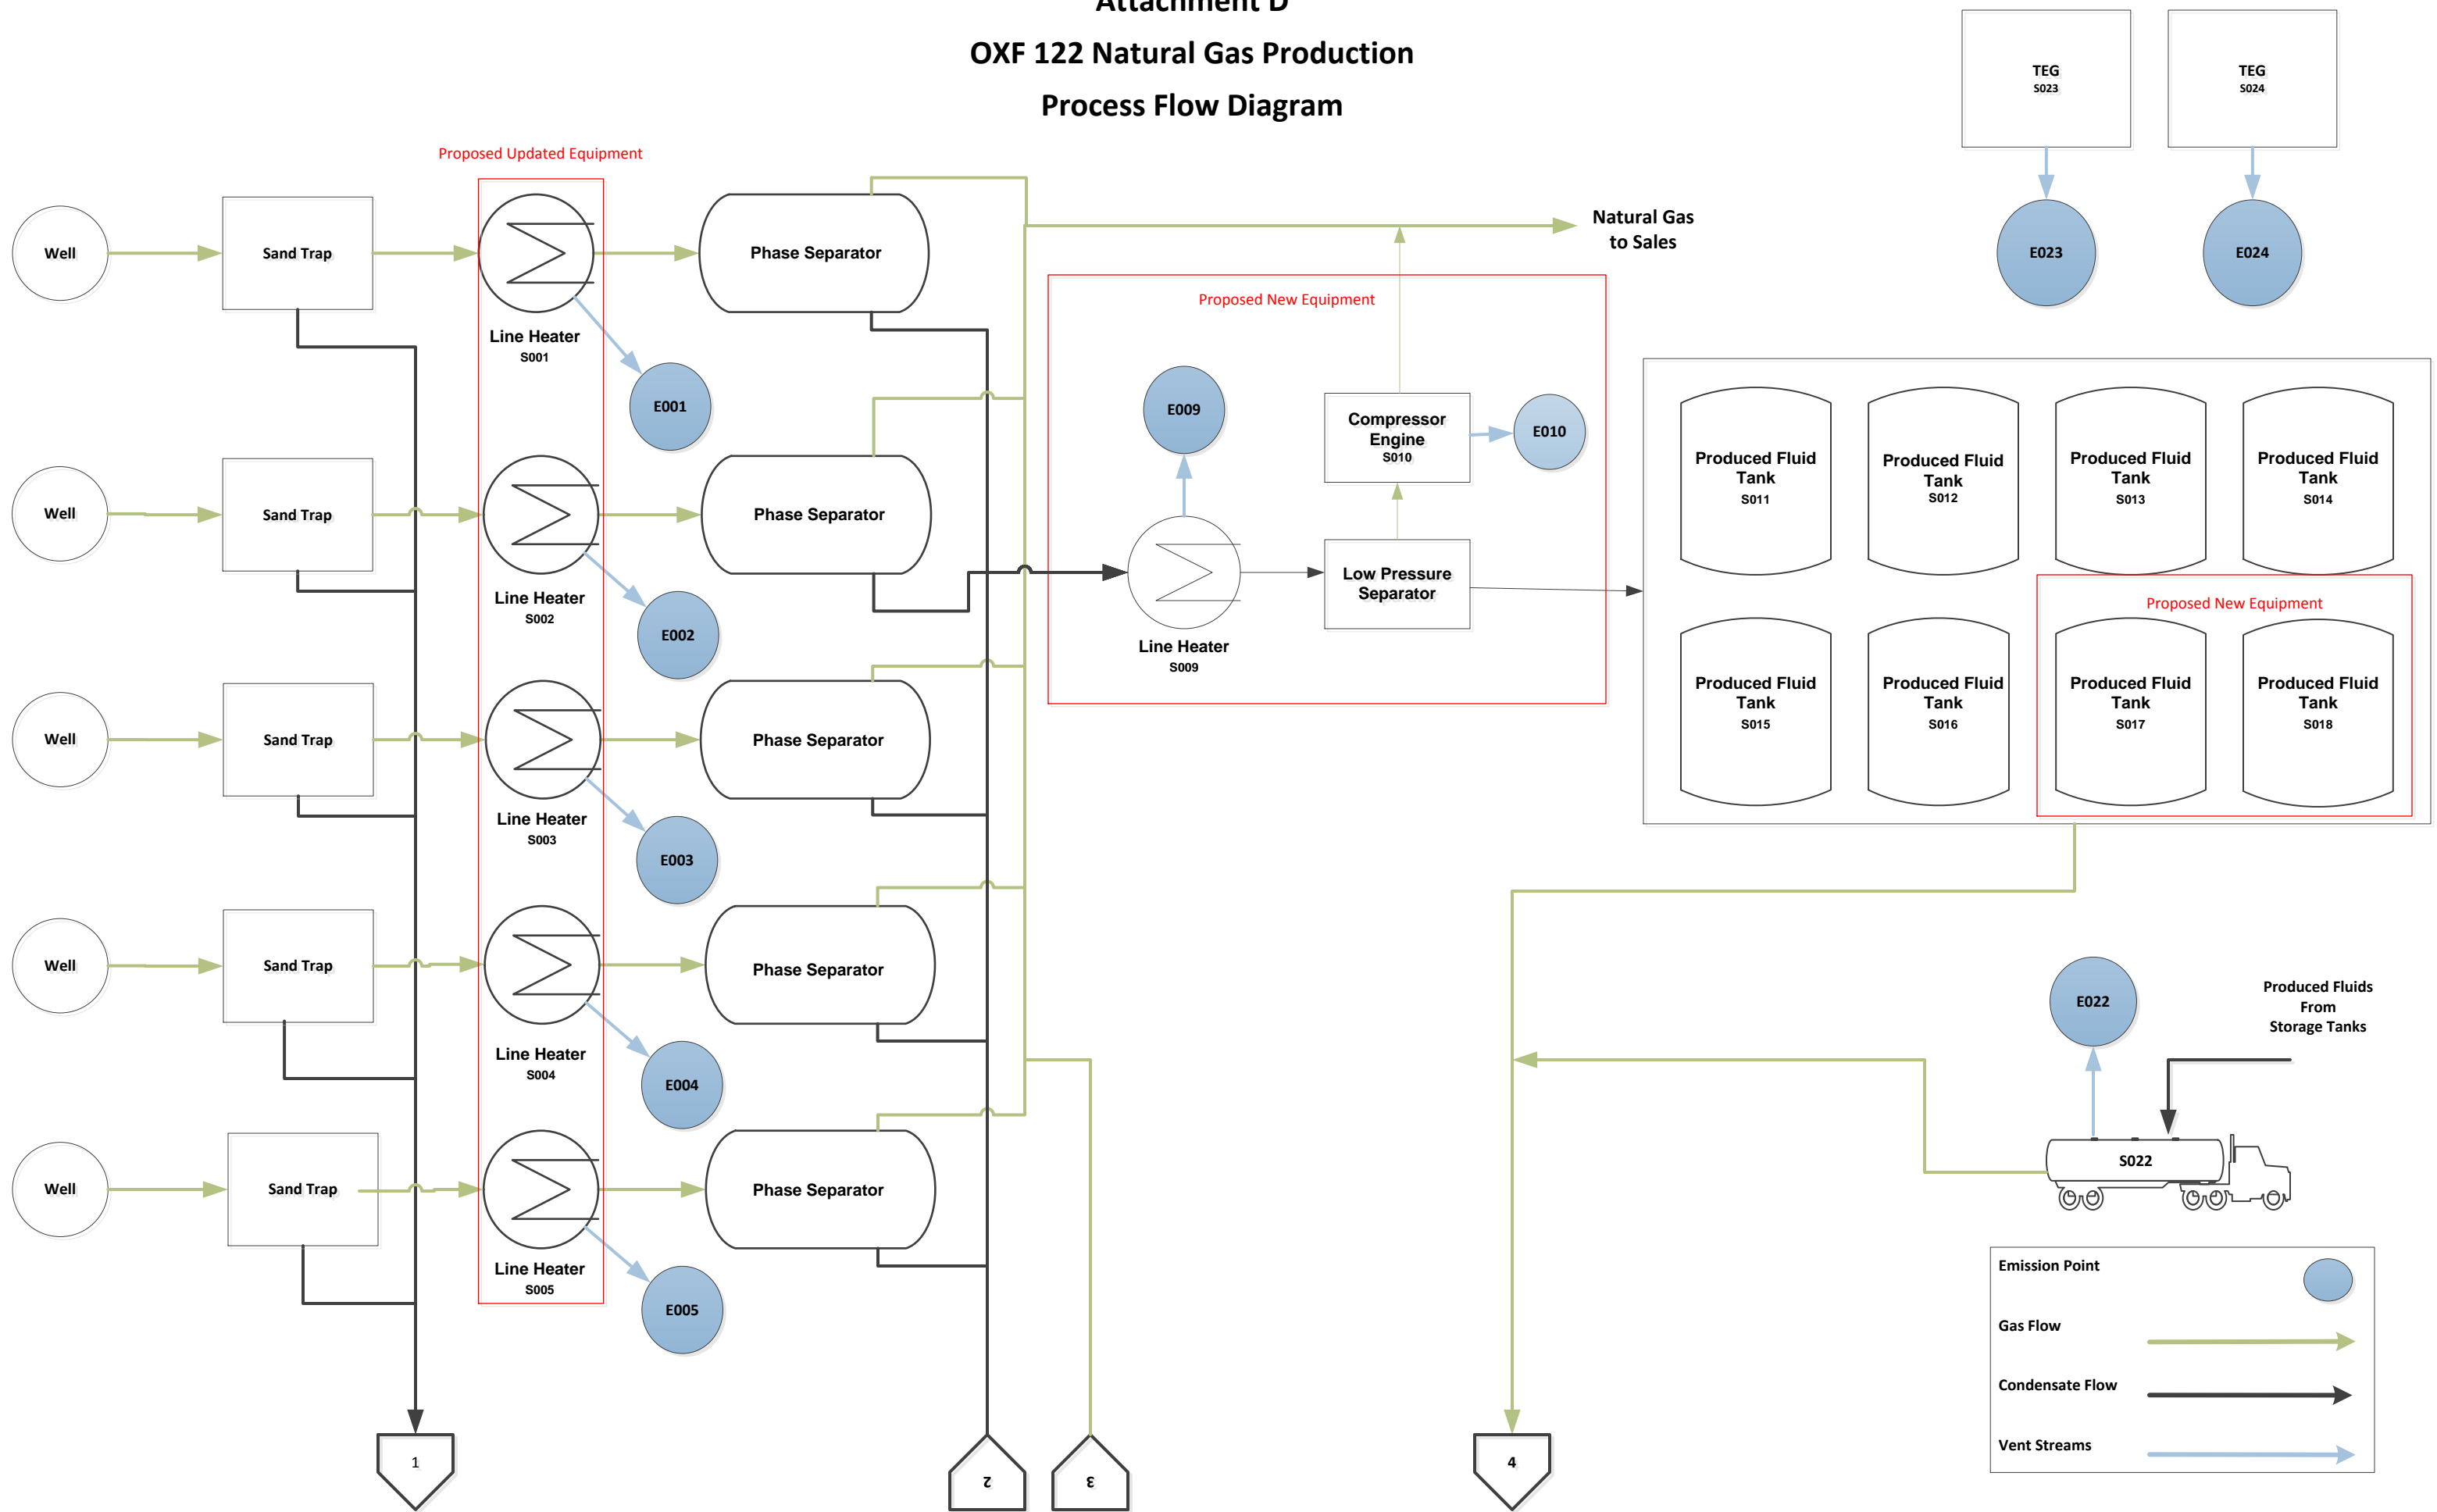 Attachment D
OXF 122 Natural Gas Production
Process Flow Diagram
TEG
S023
TEG
S024
E023
E024
Proposed Updated Equipment
Well
Sand Trap
Line Heater
S001
E001
Phase Separator
Natural Gas
to Sales
Well
Sand Trap
Line Heater
S002
E002
Phase Separator
Well
Sand Trap
Line Heater
S003
E003
Phase Separator
Well
Sand Trap
Line Heater
S004
E004
Phase Separator
Well
Sand Trap
Line Heater
S005
E005
Phase Separator
Proposed New Equipment
E009
Compressor
Engine
S010
E010
Line Heater
S009
Low Pressure
Separator
Produced Fluid
Tank
S011
Produced Fluid
Tank
S012
Produced Fluid
Tank
S013
Produced Fluid
Tank
S014
Proposed New Equipment
Produced Fluid
Tank
S015
Produced Fluid
Tank
S016
Produced Fluid
Tank
S017
Produced Fluid
Tank
S018
E022
Produced Fluids
From
Storage Tanks
S022
Emission Point
Gas Flow
Condensate Flow
Vent Streams
1
2
3
4